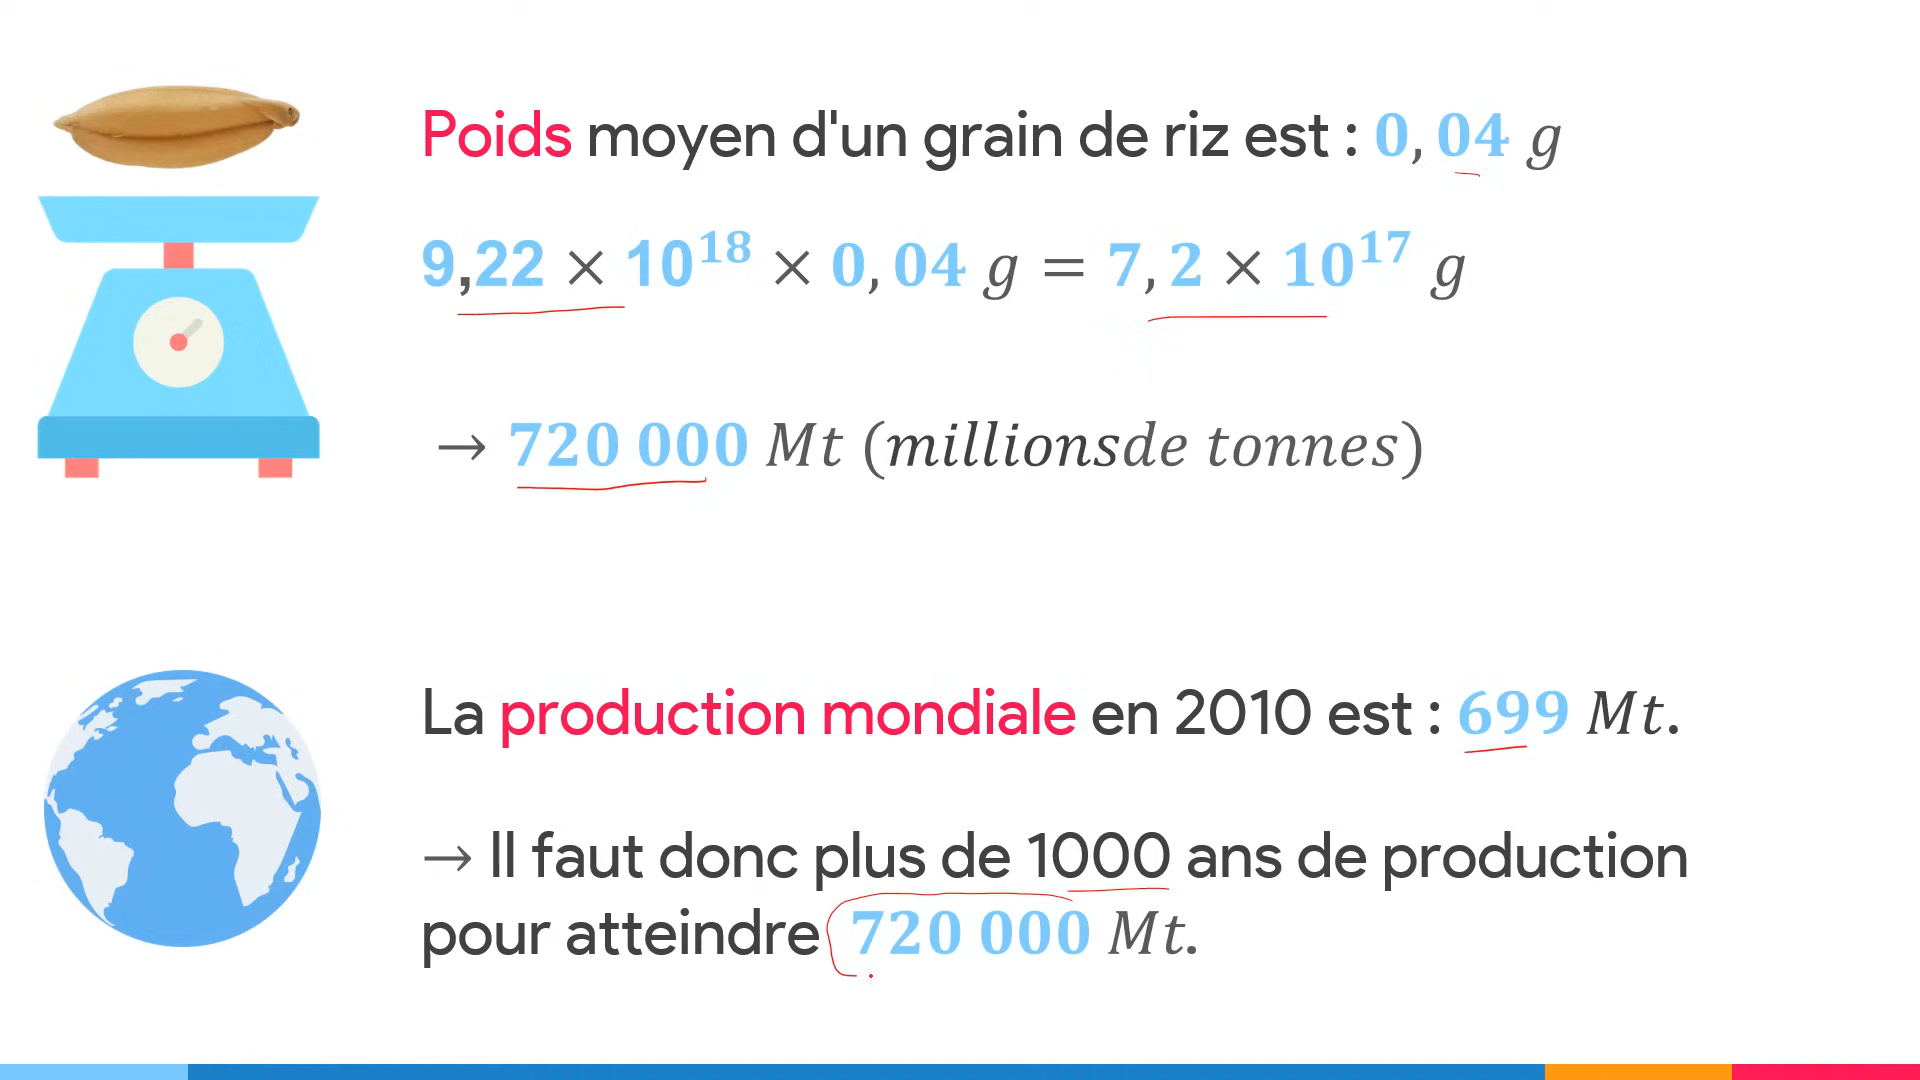 Poids moyen d'un grain de riz est : 0,04 g
9,22 × 10¹⁸ × 0,04 g = 7,2 × 10¹⁷ g
→ 720 000 Mt (millionsde tonnes)
La production mondiale en 2010 est : 699 Mt.
→ Il faut donc plus de 1000 ans de production
pour atteindre 720 000 Mt.